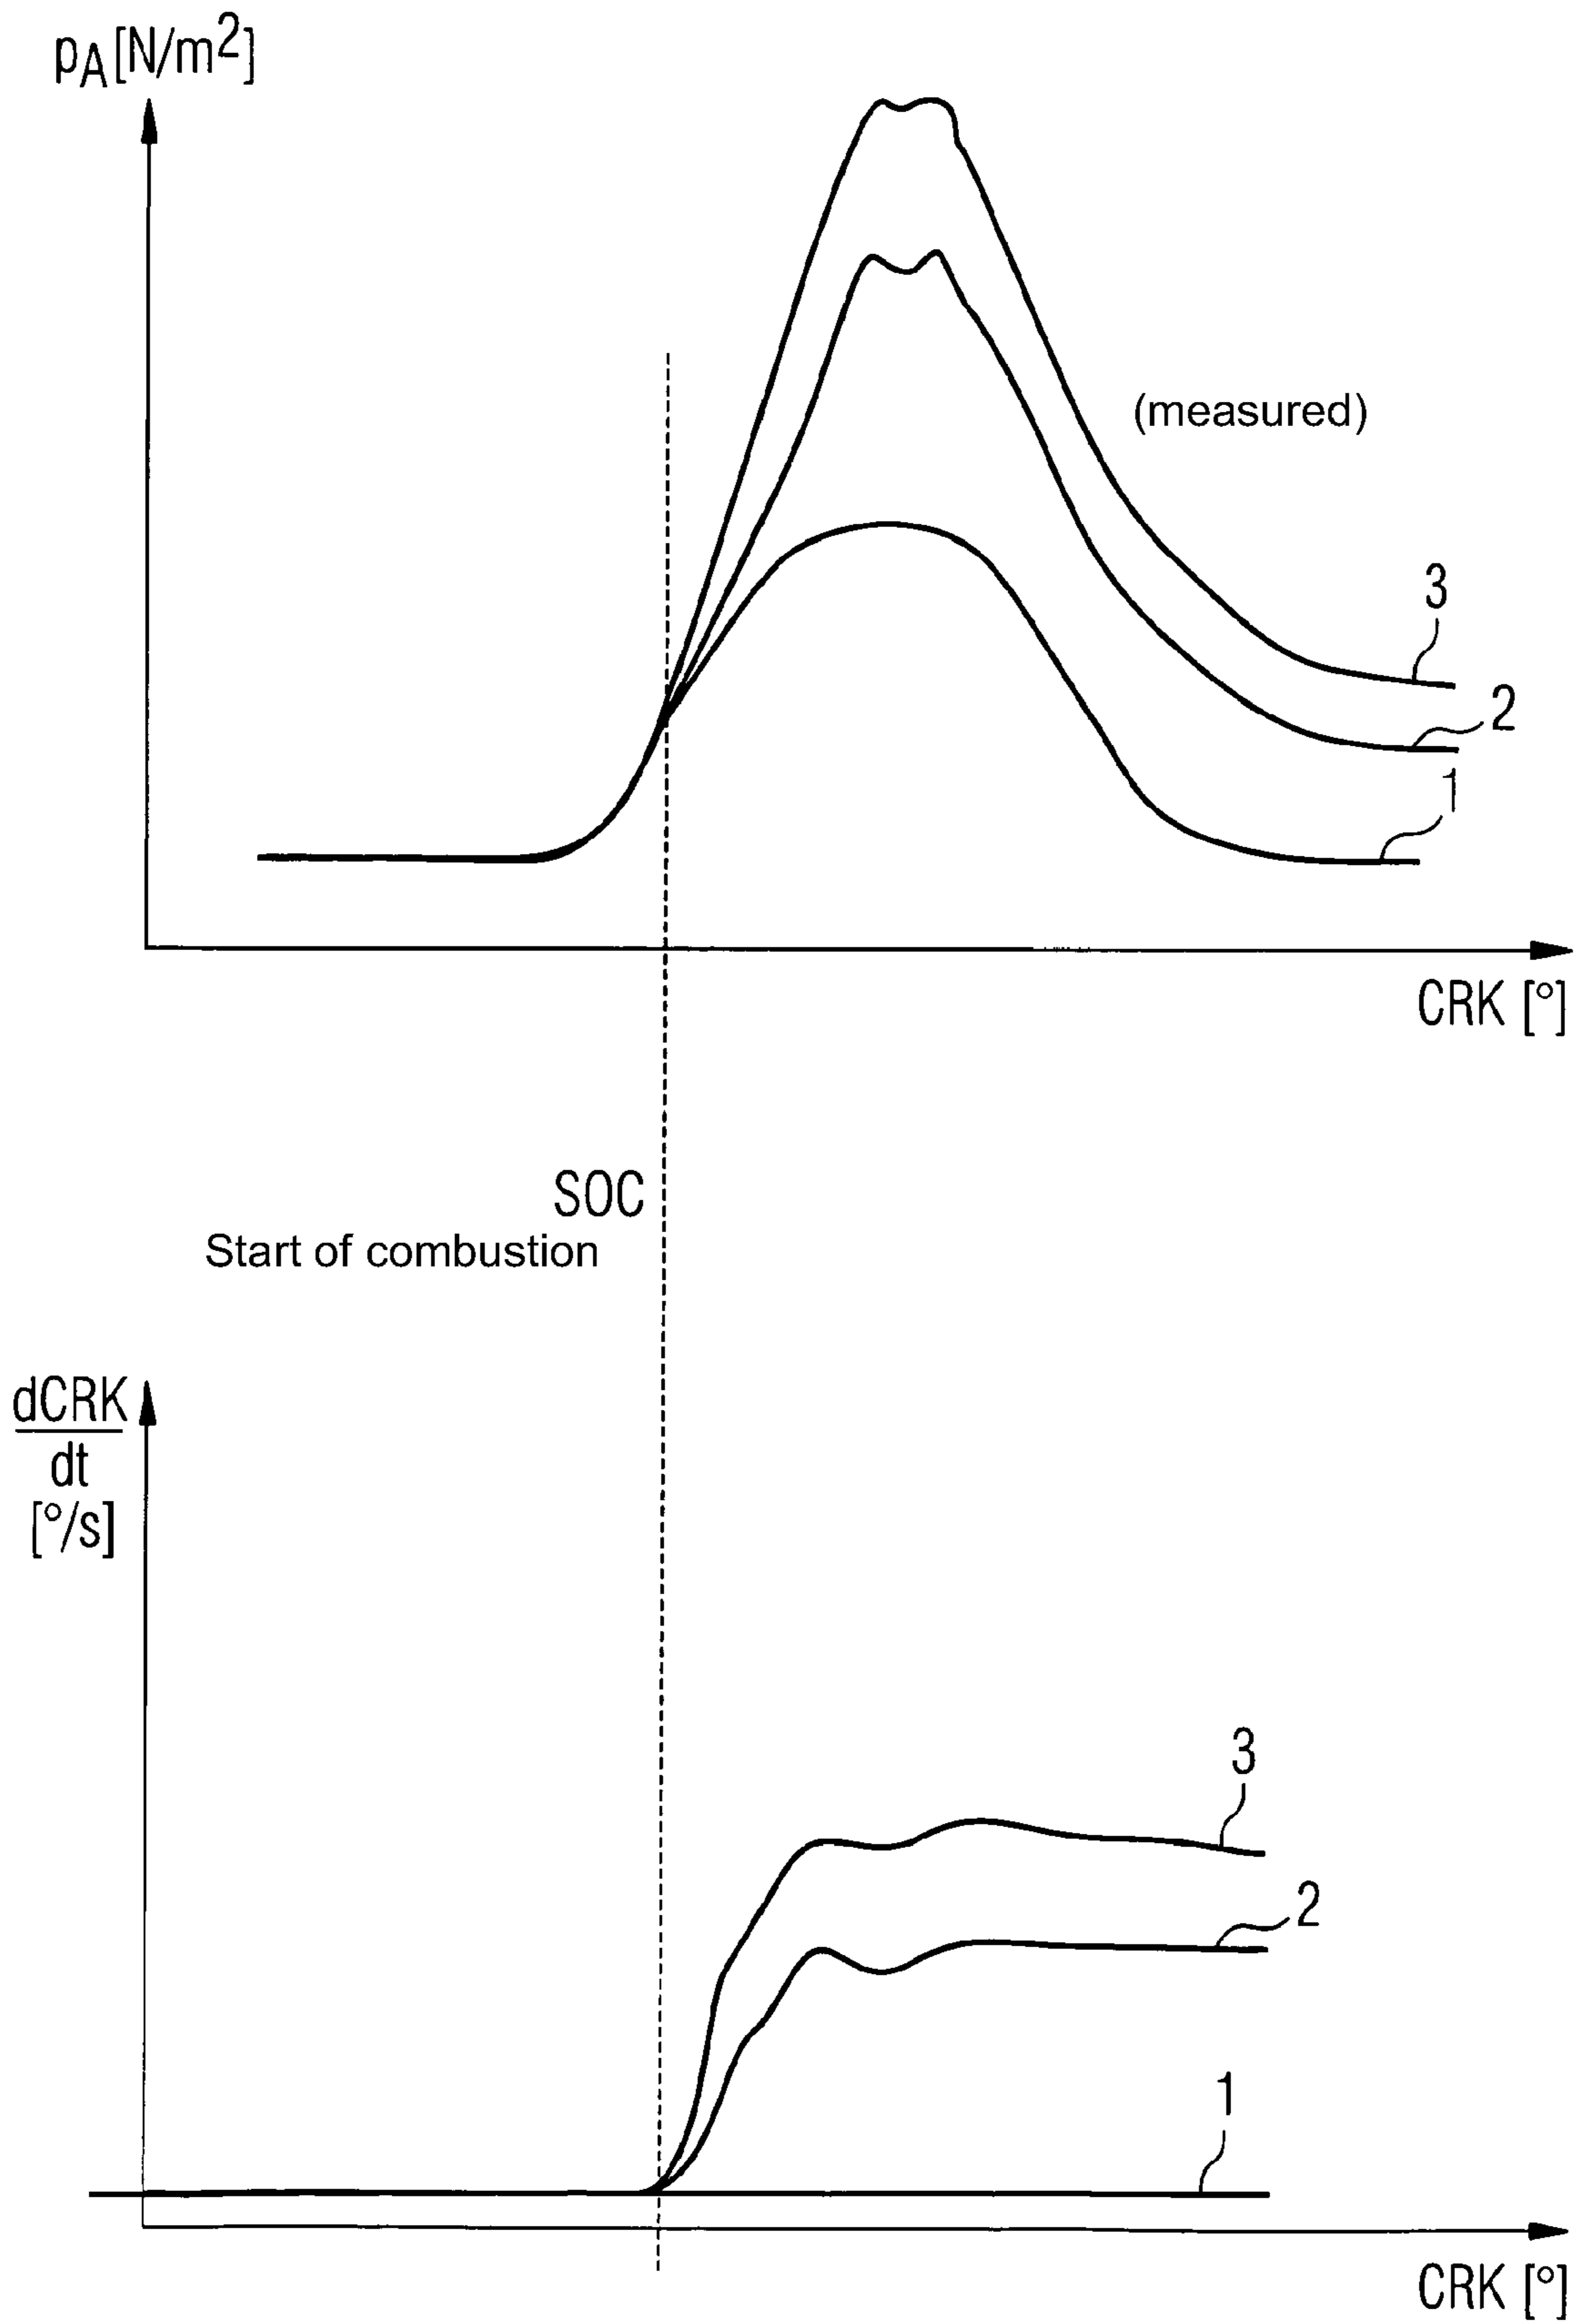 pA[N/m2]
(measured)
3
2
1
CRK [°]
SOC
Start of combustion
dCRK
dt
[°/s]
3
2
1
CRK [°]